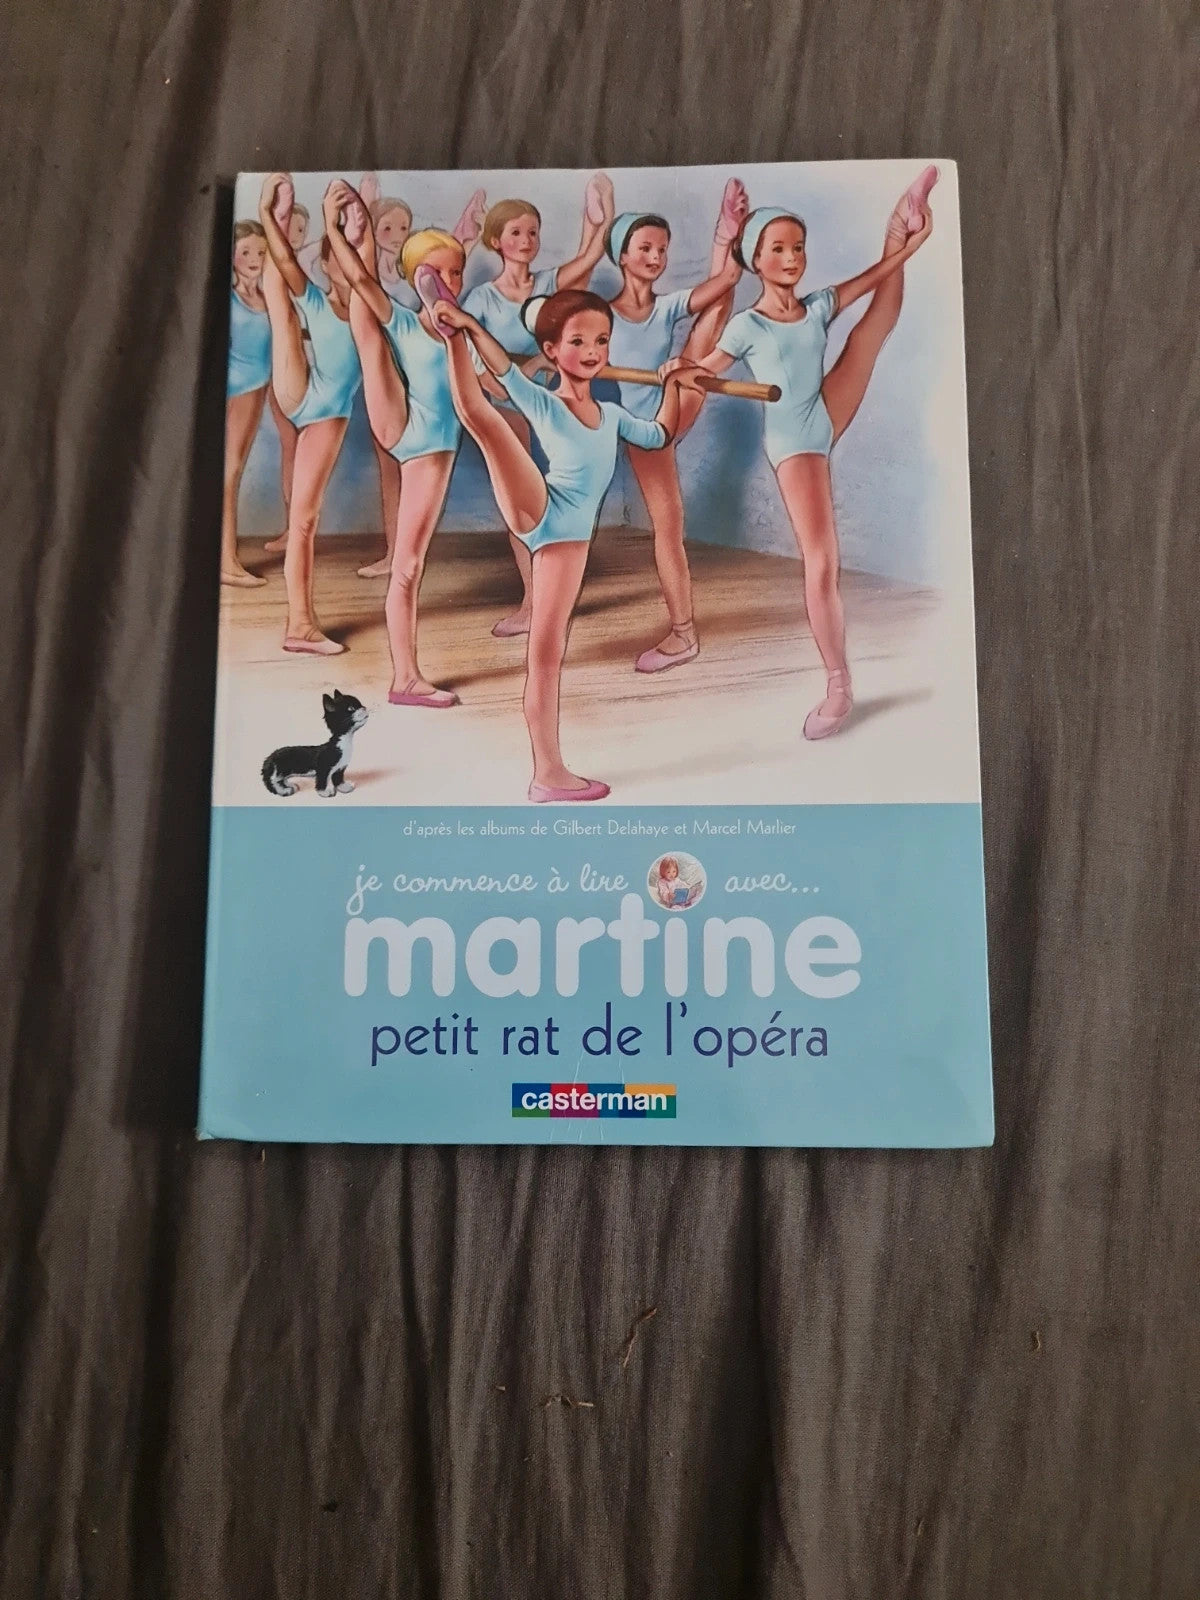 d'après les albums de Gilbert Delahaye et Marcel Marlier
je commence à lire avec...
martine
petit rat de l'opéra
casterman